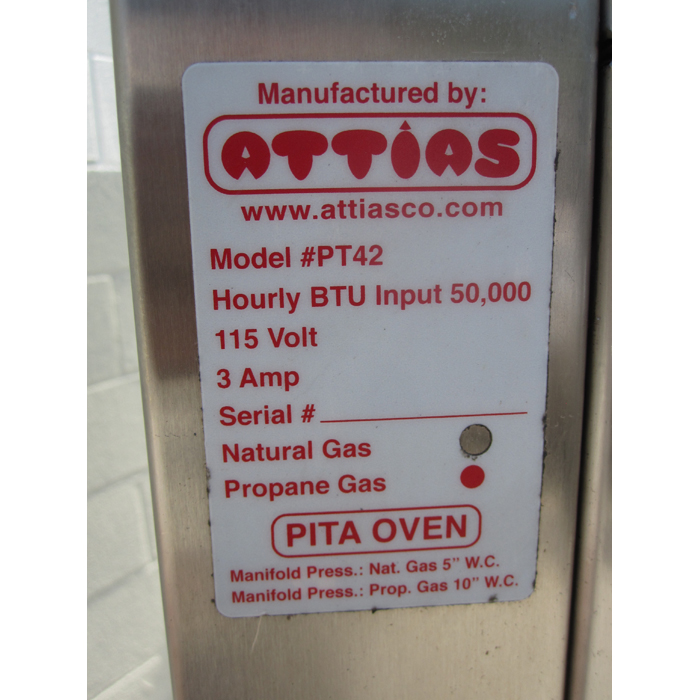 Manufactured by:
ATTIAS
www.attiasco.com
Model #PT42
Hourly BTU Input 50,000
115 Volt
3 Amp
Serial #
Natural Gas
Propane Gas
PITA OVEN
Manifold Press.: Nat. Gas 5" W.C.
Manifold Press.: Prop. Gas 10" W.C.